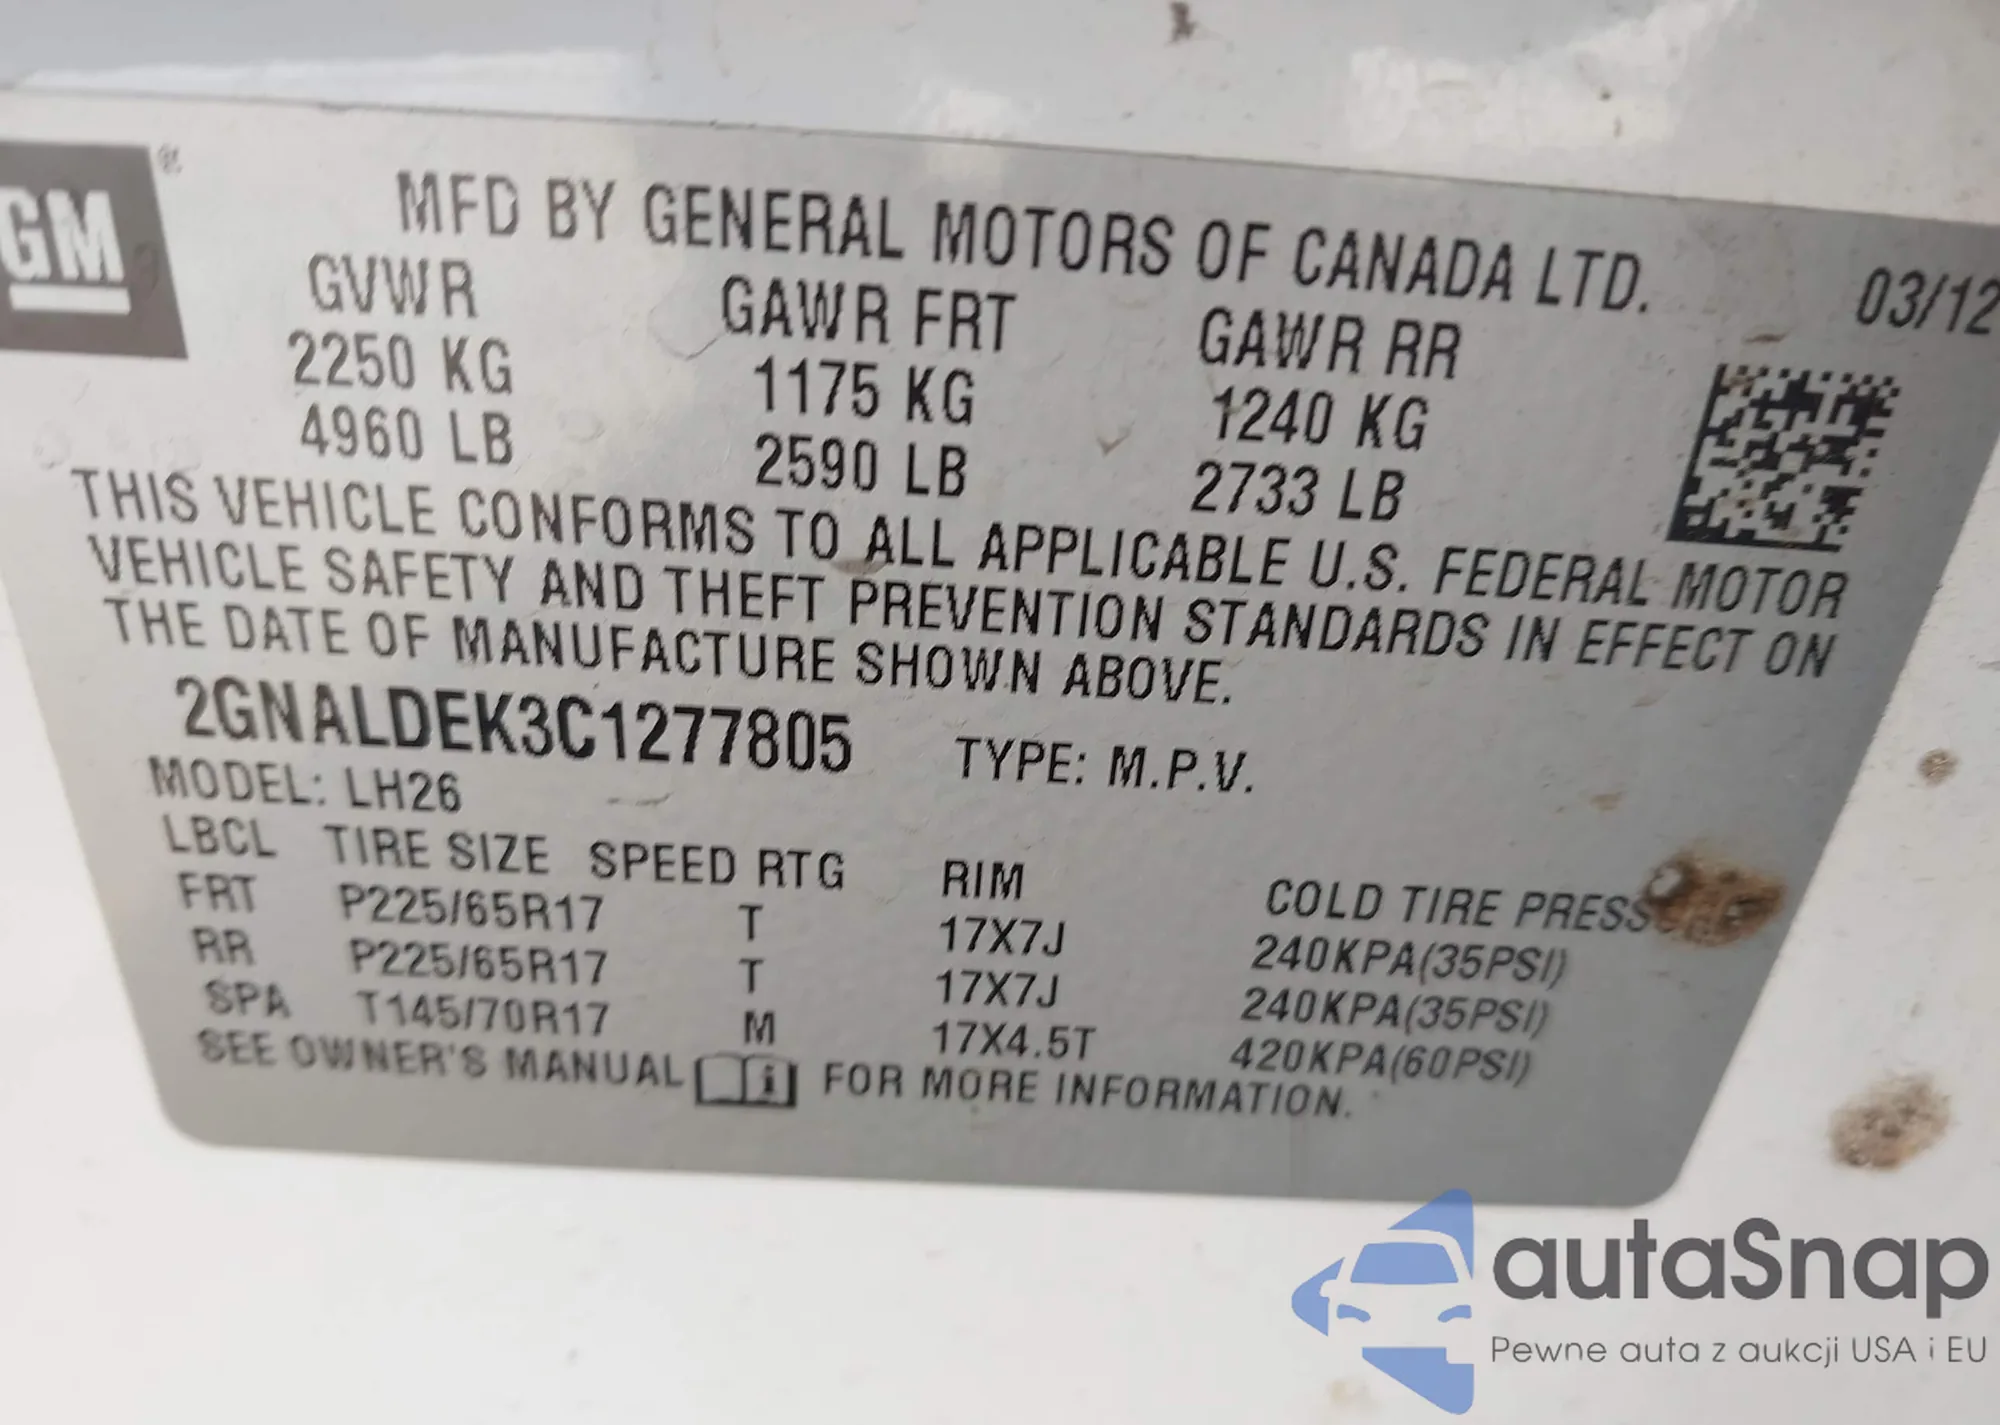 GM ®
MFD BY GENERAL MOTORS OF CANADA LTD.
03/12
GVWR GAWR FRT GAWR RR
2250 KG 1175 KG 1240 KG
4960 LB 2590 LB 2733 LB
THIS VEHICLE CONFORMS TO ALL APPLICABLE U.S. FEDERAL MOTOR
VEHICLE SAFETY AND THEFT PREVENTION STANDARDS IN EFFECT ON
THE DATE OF MANUFACTURE SHOWN ABOVE.
2GNALDEK3C1277805 TYPE: M.P.V.
MODEL: LH26
LBCL TIRE SIZE SPEED RTG RIM COLD TIRE PRESS
FRT P225/65R17 T 17X7J 240KPA(35PSI)
RR P225/65R17 T 17X7J 240KPA(35PSI)
SPA T145/70R17 M 17X4.5T 420KPA(60PSI)
SEE OWNER'S MANUAL i FOR MORE INFORMATION.
autaSnap
Pewne auta z aukcji USA i EU